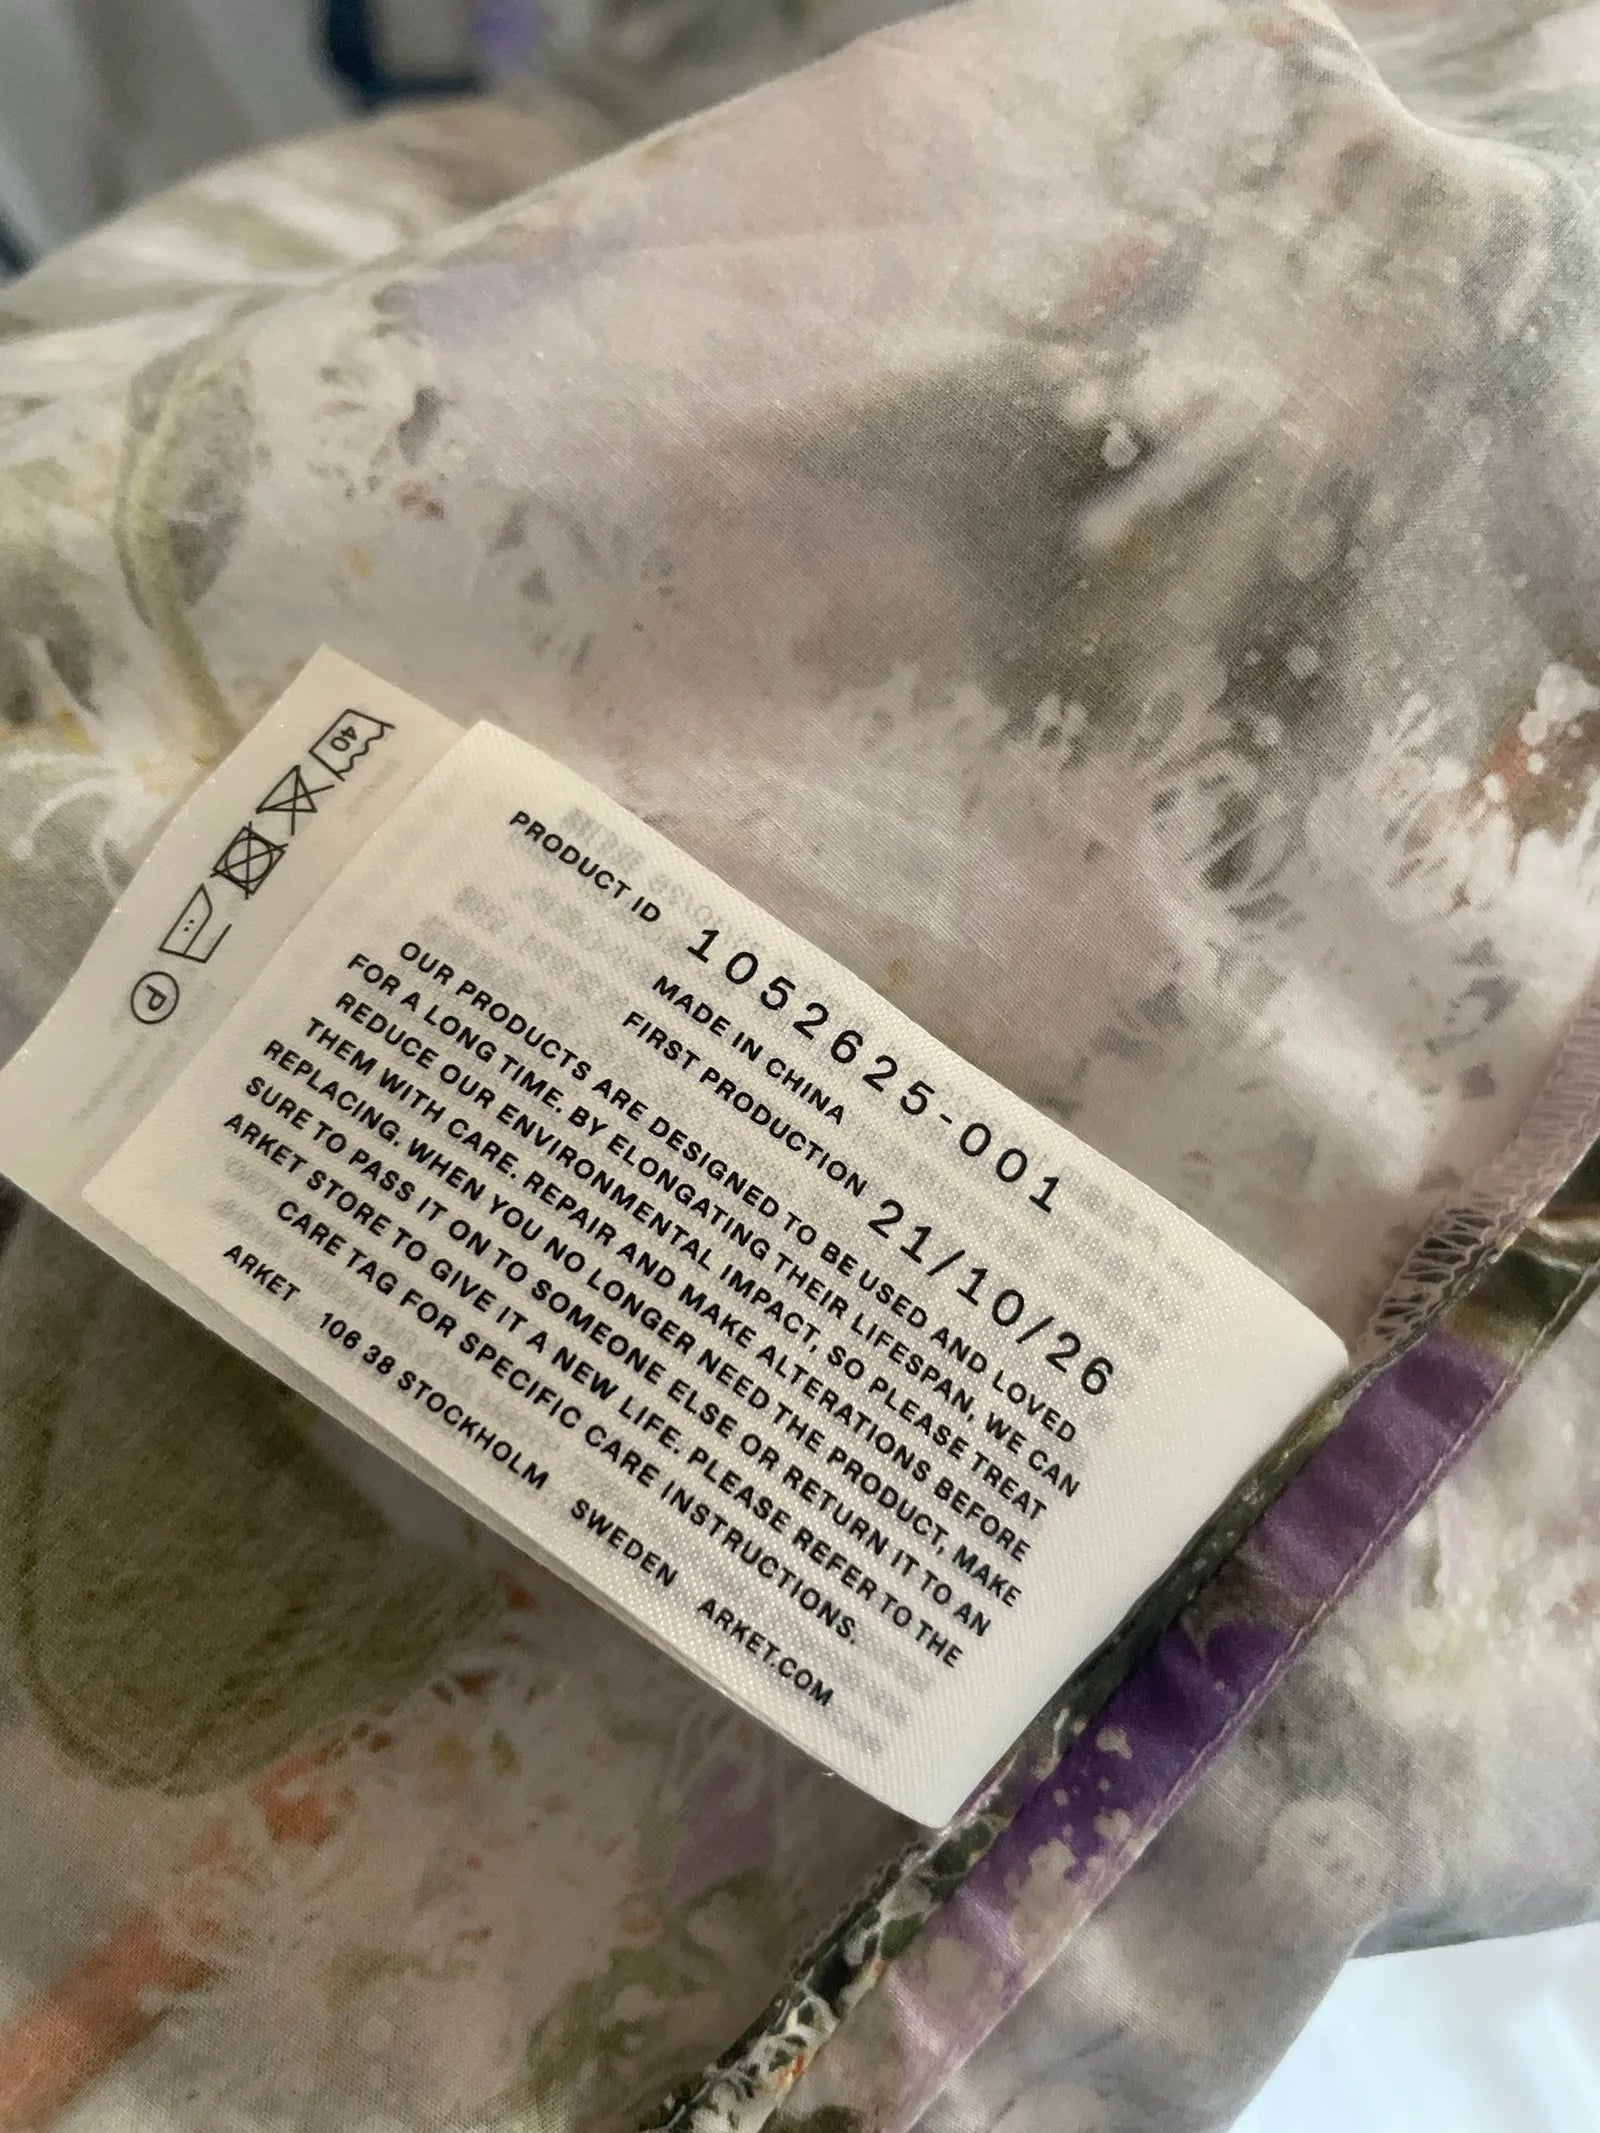 40
P
PRODUCT ID 1052625-001
MADE IN CHINA
FIRST PRODUCTION 21/10/26
OUR PRODUCTS ARE DESIGNED TO BE USED AND LOVED
FOR A LONG TIME. BY ELONGATING THEIR LIFESPAN, WE CAN
REDUCE OUR ENVIRONMENTAL IMPACT, SO PLEASE TREAT
THEM WITH CARE. REPAIR AND MAKE ALTERATIONS BEFORE
REPLACING. WHEN YOU NO LONGER NEED THE PRODUCT, MAKE
SURE TO PASS IT ON TO SOMEONE ELSE OR RETURN IT TO AN
ARKET STORE TO GIVE IT A NEW LIFE. PLEASE REFER TO THE
CARE TAG FOR SPECIFIC CARE INSTRUCTIONS.
ARKET 106 38 STOCKHOLM SWEDEN ARKET.COM